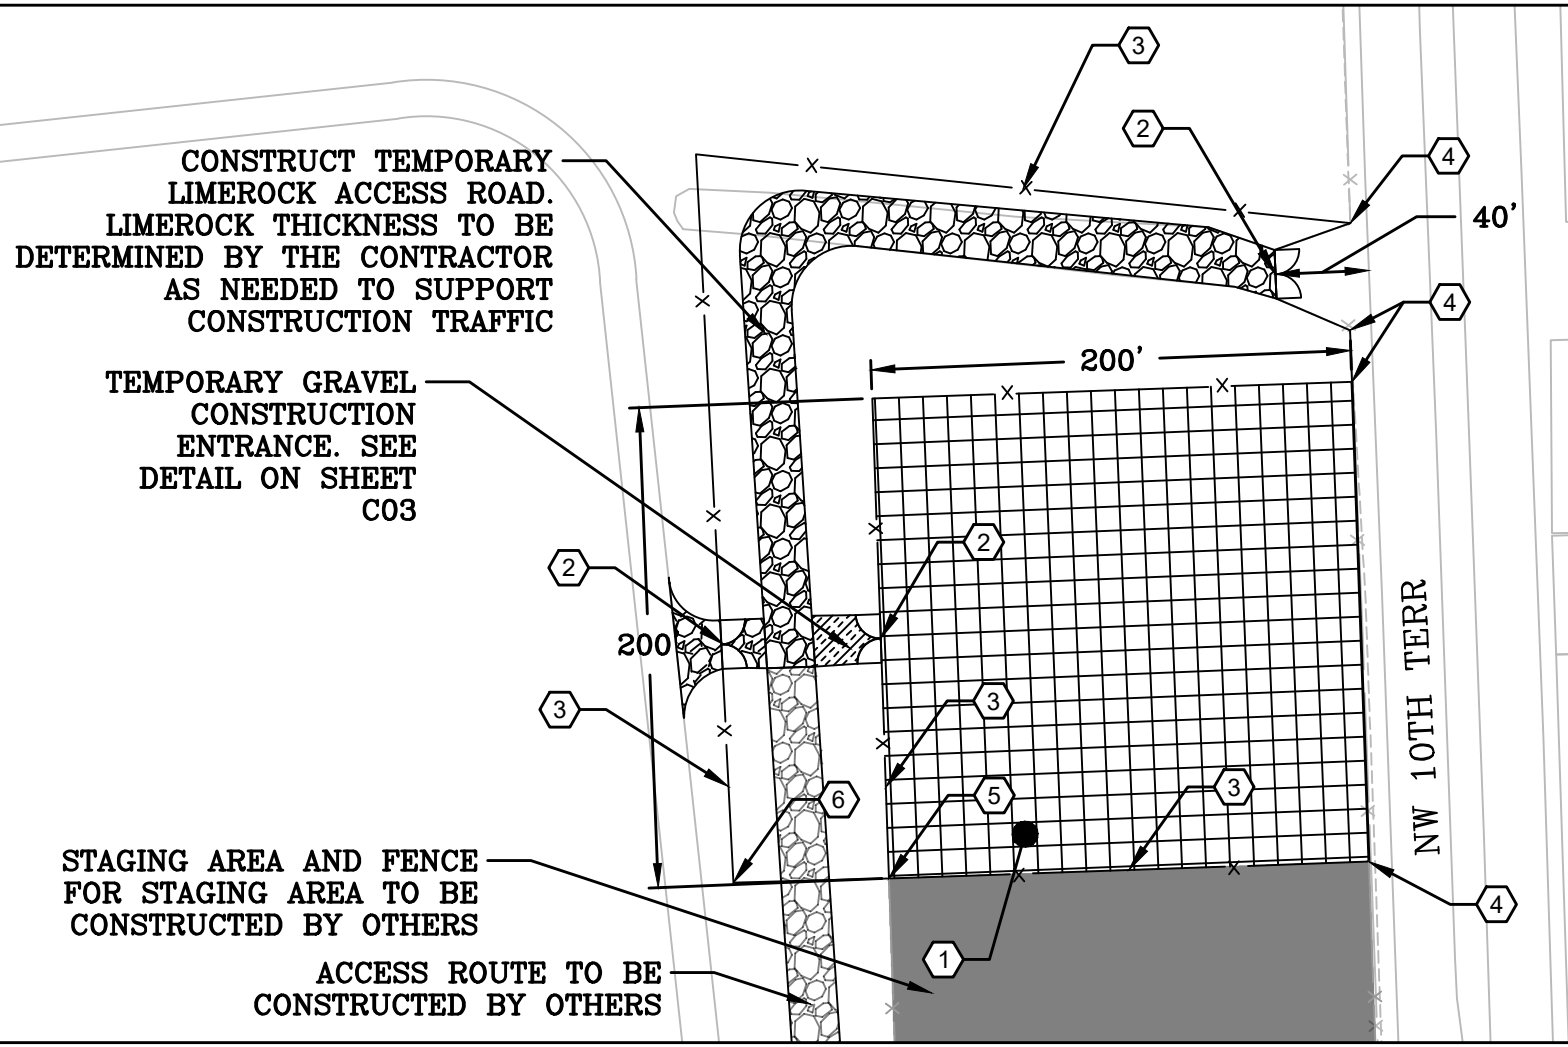 3
2
4
CONSTRUCT TEMPORARY
LIMEROCK ACCESS ROAD.
LIMEROCK THICKNESS TO BE
DETERMINED BY THE CONTRACTOR
AS NEEDED TO SUPPORT
CONSTRUCTION TRAFFIC
40'
4
200'
TEMPORARY GRAVEL
CONSTRUCTION
ENTRANCE. SEE
DETAIL ON SHEET
C03
2
2
200
3
3
NW 10TH TERR
6
5
3
STAGING AREA AND FENCE
FOR STAGING AREA TO BE
CONSTRUCTED BY OTHERS
4
1
ACCESS ROUTE TO BE
CONSTRUCTED BY OTHERS